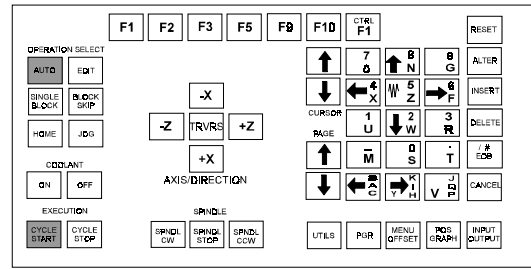 F1 F2 F3 F5 F9 F10 CTRL F1
RESET
OPERATION SELECT
AUTO EDIT
SINGLE BLOCK BLOCK SKIP
HOME JOG
COOLANT
ON OFF
EXECUTION
CYCLE START CYCLE STOP
-X
-Z TRVRS +Z
+X
AXIS/DIRECTION
SPINDLE
SPNDL CW SPNDL STOP SPNDL CCW
CURSOR
PAGE
7
8 N
G
ALTER
4 X
5 Z
6 F
INSERT
1 U
2 W
3 R
DELETE
M
0 S
. T
/ # EOB
A C
Y K I H
V J Q P
CANCEL
UTILS PGR MENU OFFSET POS GRAPH INPUT OUTPUT